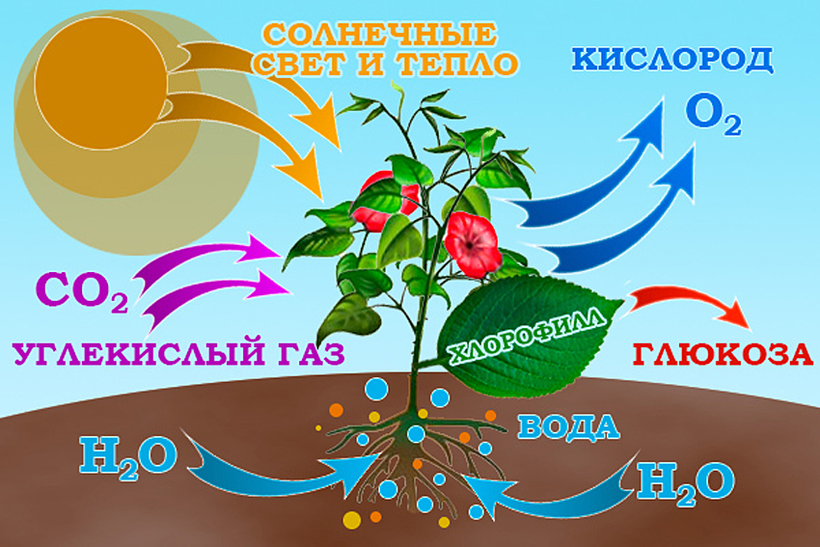 СОЛНЕЧНЫЕ
СВЕТ И ТЕПЛО
КИСЛОРОД
O₂
CO₂
УГЛЕКИСЛЫЙ ГАЗ
ХЛОРОФИЛЛ
ГЛЮКОЗА
ВОДА
H₂O
H₂O